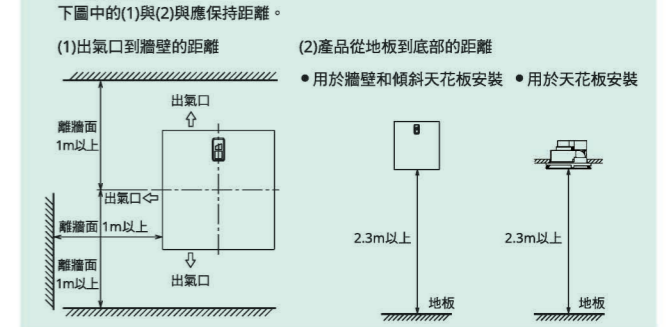 下圖中的(1)與(2)與應保持距離。
(1)出氣口到牆壁的距離
(2)產品從地板到底部的距離
●用於牆壁和傾斜天花板安裝 ●用於天花板安裝
出氣口
離牆面
1m以上
出氣口
離牆面 1m以上
離牆面
1m以上
出氣口
2.3m以上
地板
2.3m以上
地板